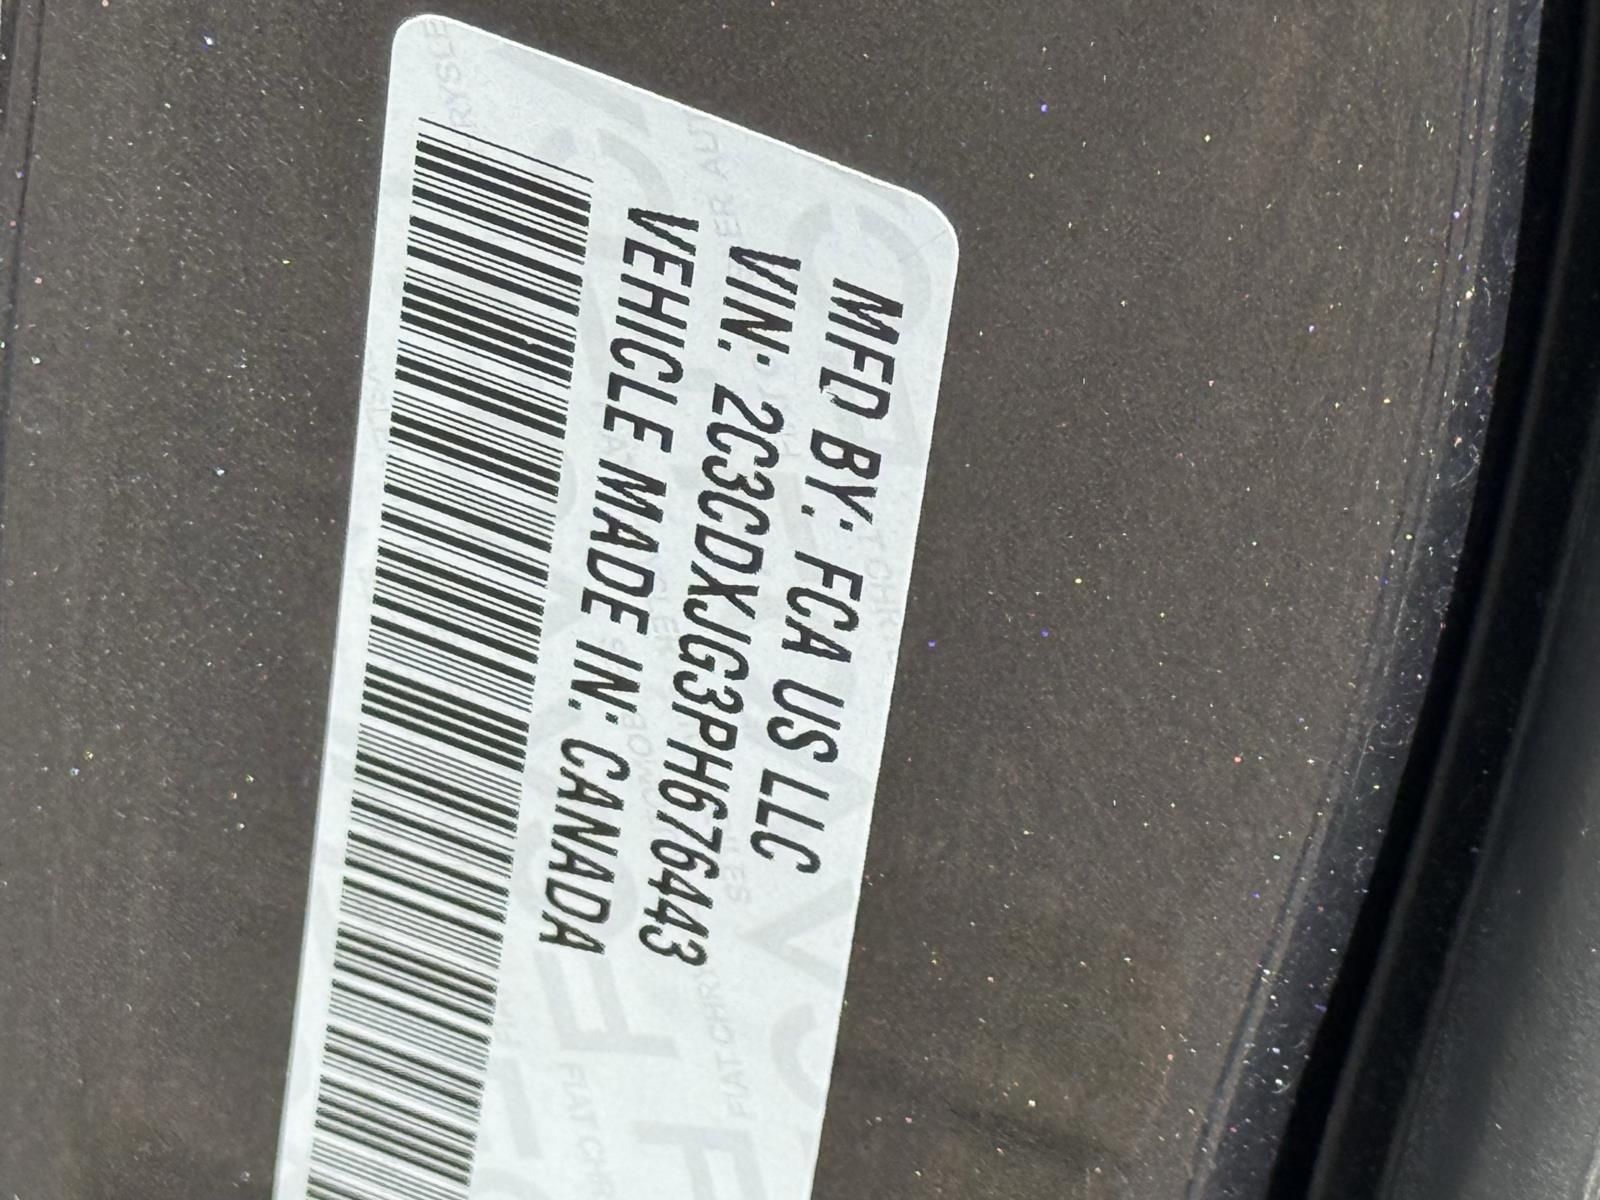 MFD BY: FCA US LLC
VIN: 2C3CDXJG3PH676443
VEHICLE MADE IN: CANADA